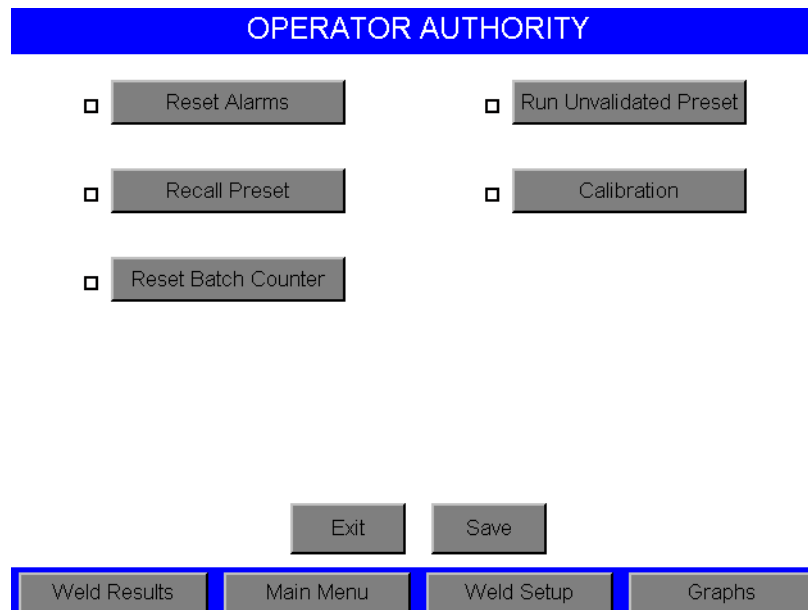 OPERATOR AUTHORITY
Reset Alarms
Run Unvalidated Preset
Recall Preset
Calibration
Reset Batch Counter
Exit
Save
Weld Results
Main Menu
Weld Setup
Graphs